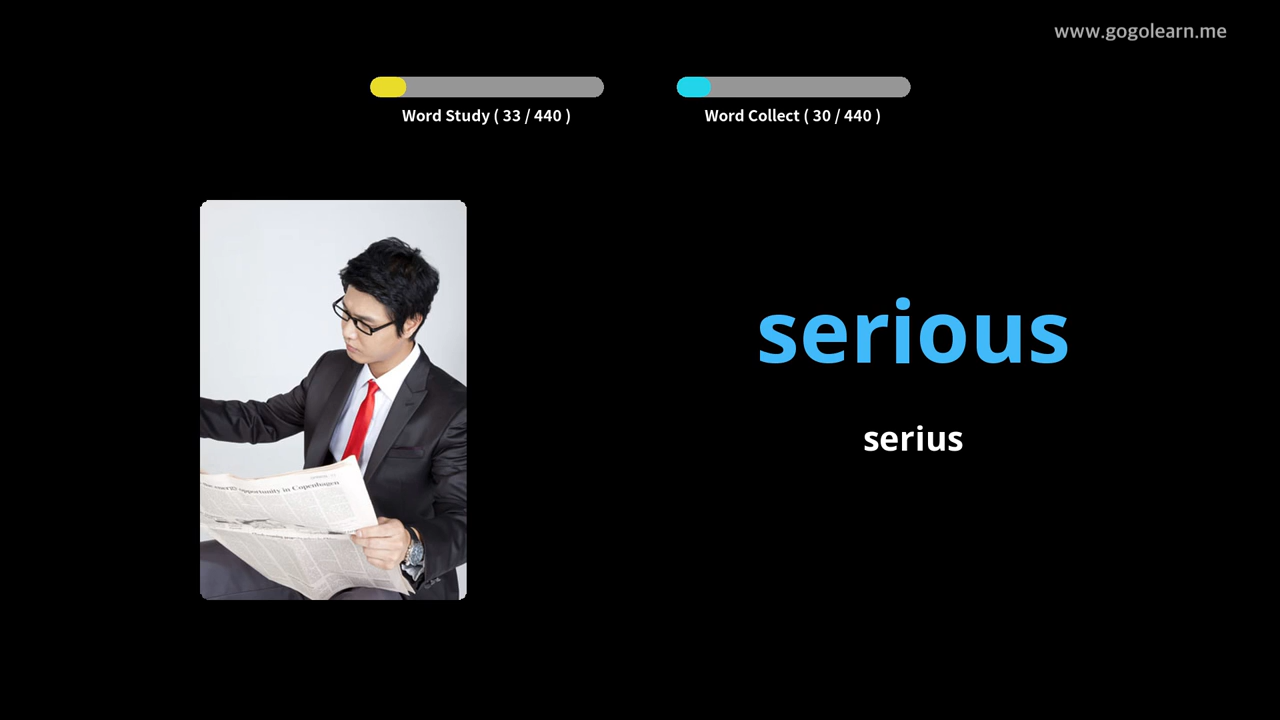 www.gogolearn.me
Word Study ( 33 / 440 )
Word Collect ( 30 / 440 )
serious
serius
opportunity in Copenhagen